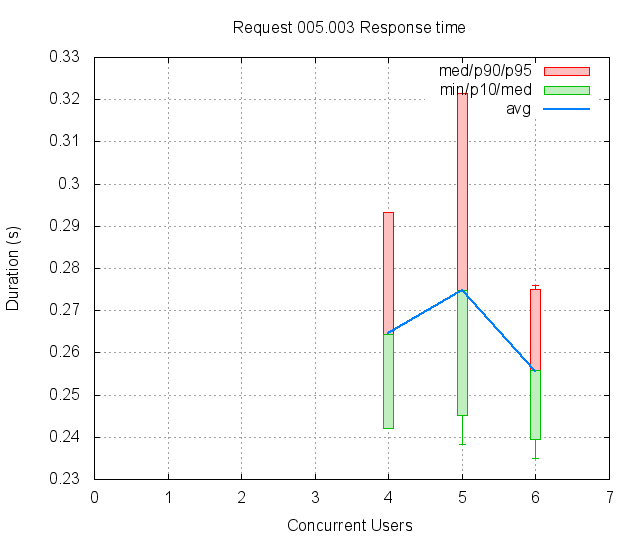 Request 005.003 Response time
med/p90/p95
min/p10/med
avg
0.33
0.32
0.31
0.3
0.29
0.28
0.27
0.26
0.25
0.24
0.23
Duration (s)
0 1 2 3 4 5 6 7
Concurrent Users